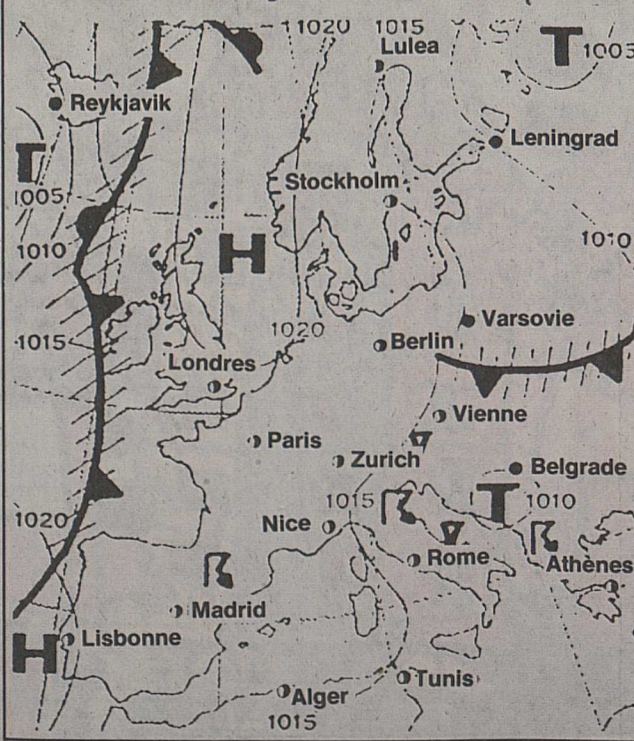 1020 1015
Lulea
T 1005
Reykjavik
Leningrad
T
1005
Stockholm
1010
1010
H
1015
1020
Varsovie
Berlin
Londres
Vienne
Paris
Zurich
Belgrade
1015
T 1010
1020
Nice
Rome
Athènes
Madrid
H Lisbonne
Tunis
Alger
1015